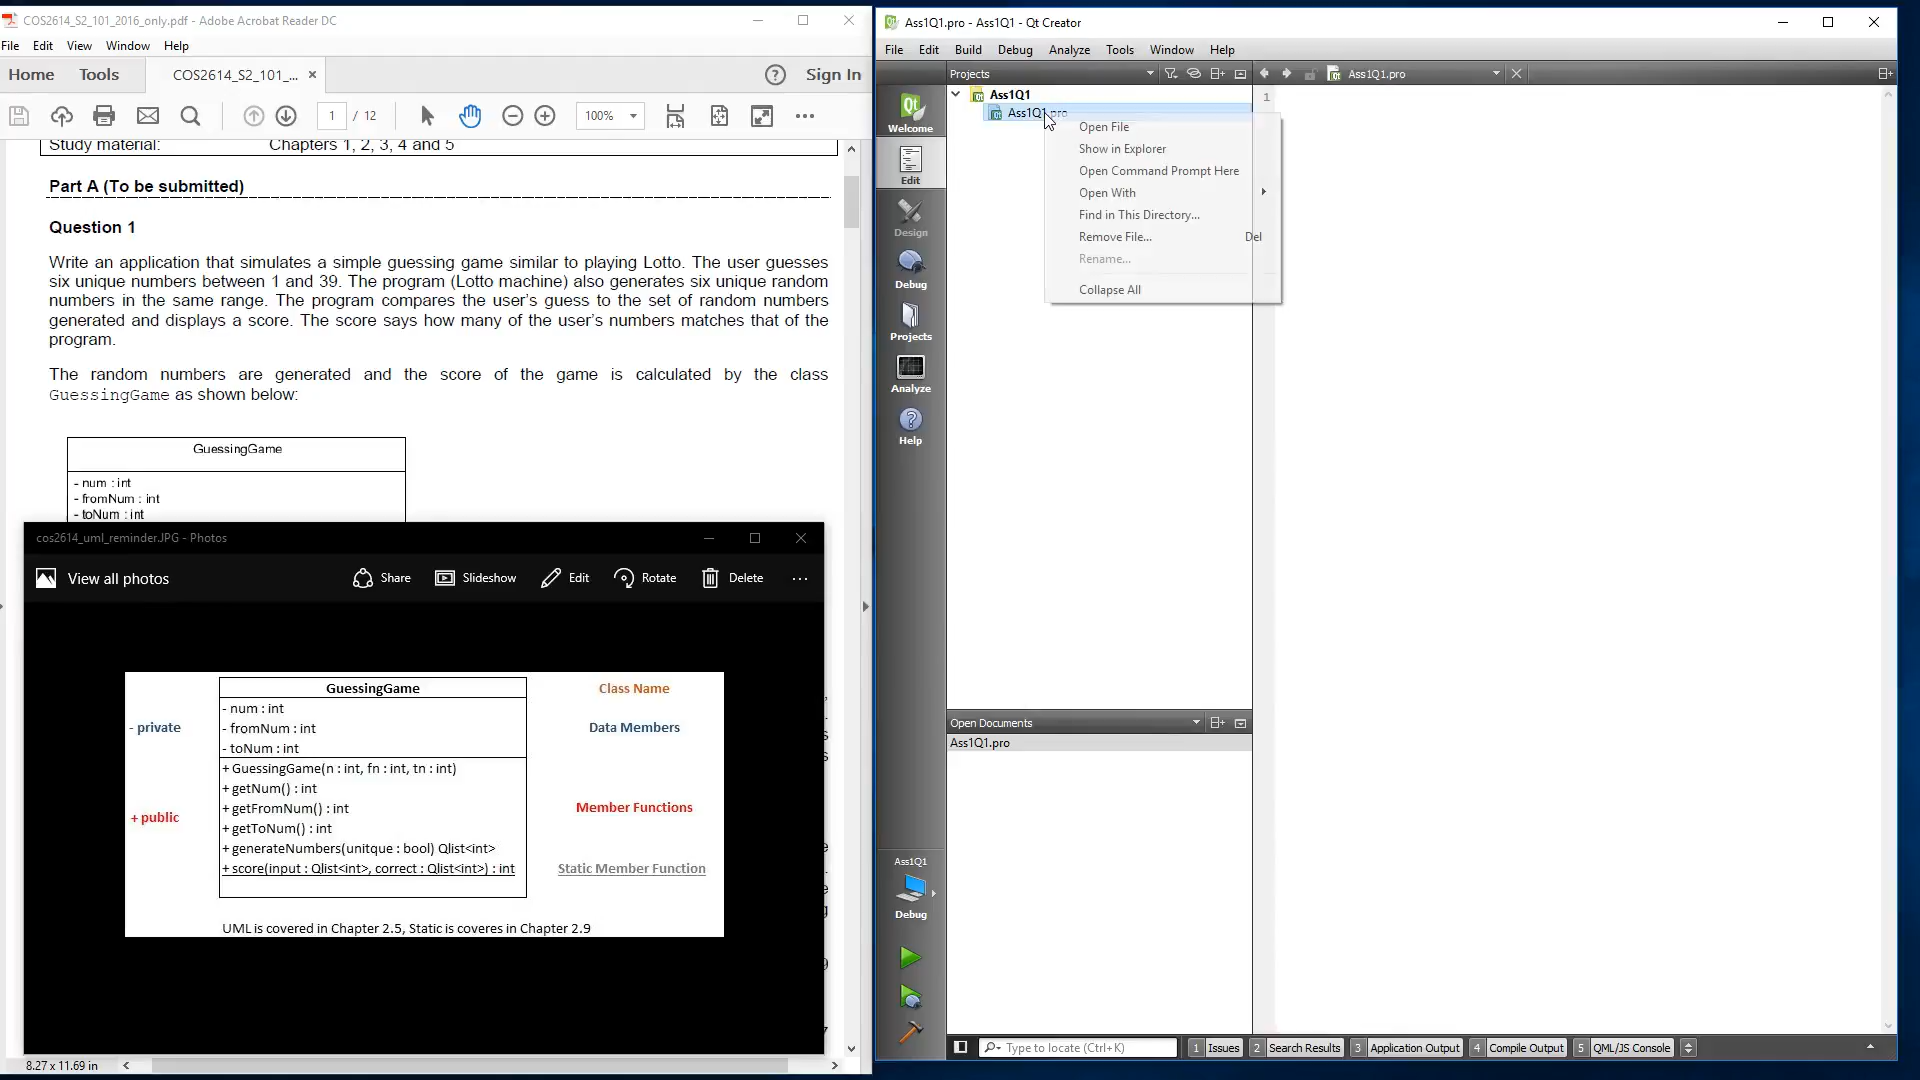 COS2614_S2_101_2016_only.pdf - Adobe Acrobat Reader DC
File Edit View Window Help
Home Tools COS2614_S2_101_... × Sign In
1 / 12 100%
Study material: Chapters 1, 2, 3, 4 and 5
Part A (To be submitted)
Question 1
Write an application that simulates a simple guessing game similar to playing Lotto. The user guesses
six unique numbers between 1 and 39. The program (Lotto machine) also generates six unique random
numbers in the same range. The program compares the user's guess to the set of random numbers
generated and displays a score. The score says how many of the user's numbers matches that of the
program.
The random numbers are generated and the score of the game is calculated by the class
GuessingGame as shown below:
GuessingGame
- num : int
- fromNum : int
- toNum : int
cos2614_uml_reminder.JPG - Photos
View all photos Share Slideshow Edit Rotate Delete ...
GuessingGame Class Name
- num : int
- private - fromNum : int Data Members
- toNum : int
+ GuessingGame(n : int, fn : int, tn : int)
+ getNum() : int
+ public + getFromNum() : int Member Functions
+ getToNum() : int
+ generateNumbers(unitque : bool) Qlist<int>
+ score(input : Qlist<int>, correct : Qlist<int>) : int Static Member Function
UML is covered in Chapter 2.5, Static is coveres in Chapter 2.9
8.27 x 11.69 in
Ass1Q1.pro - Ass1Q1 - Qt Creator
File Edit Build Debug Analyze Tools Window Help
Projects Ass1Q1.pro
Welcome
Edit
Design
Debug
Projects
Analyze
Help
Ass1Q1
Debug
Ass1Q1
Ass1Q1.pro
1
Open File
Show in Explorer
Open Command Prompt Here
Open With
Find in This Directory...
Remove File... Del
Rename...
Collapse All
Open Documents
Ass1Q1.pro
Type to locate (Ctrl+K) 1 Issues 2 Search Results 3 Application Output 4 Compile Output 5 QML/JS Console